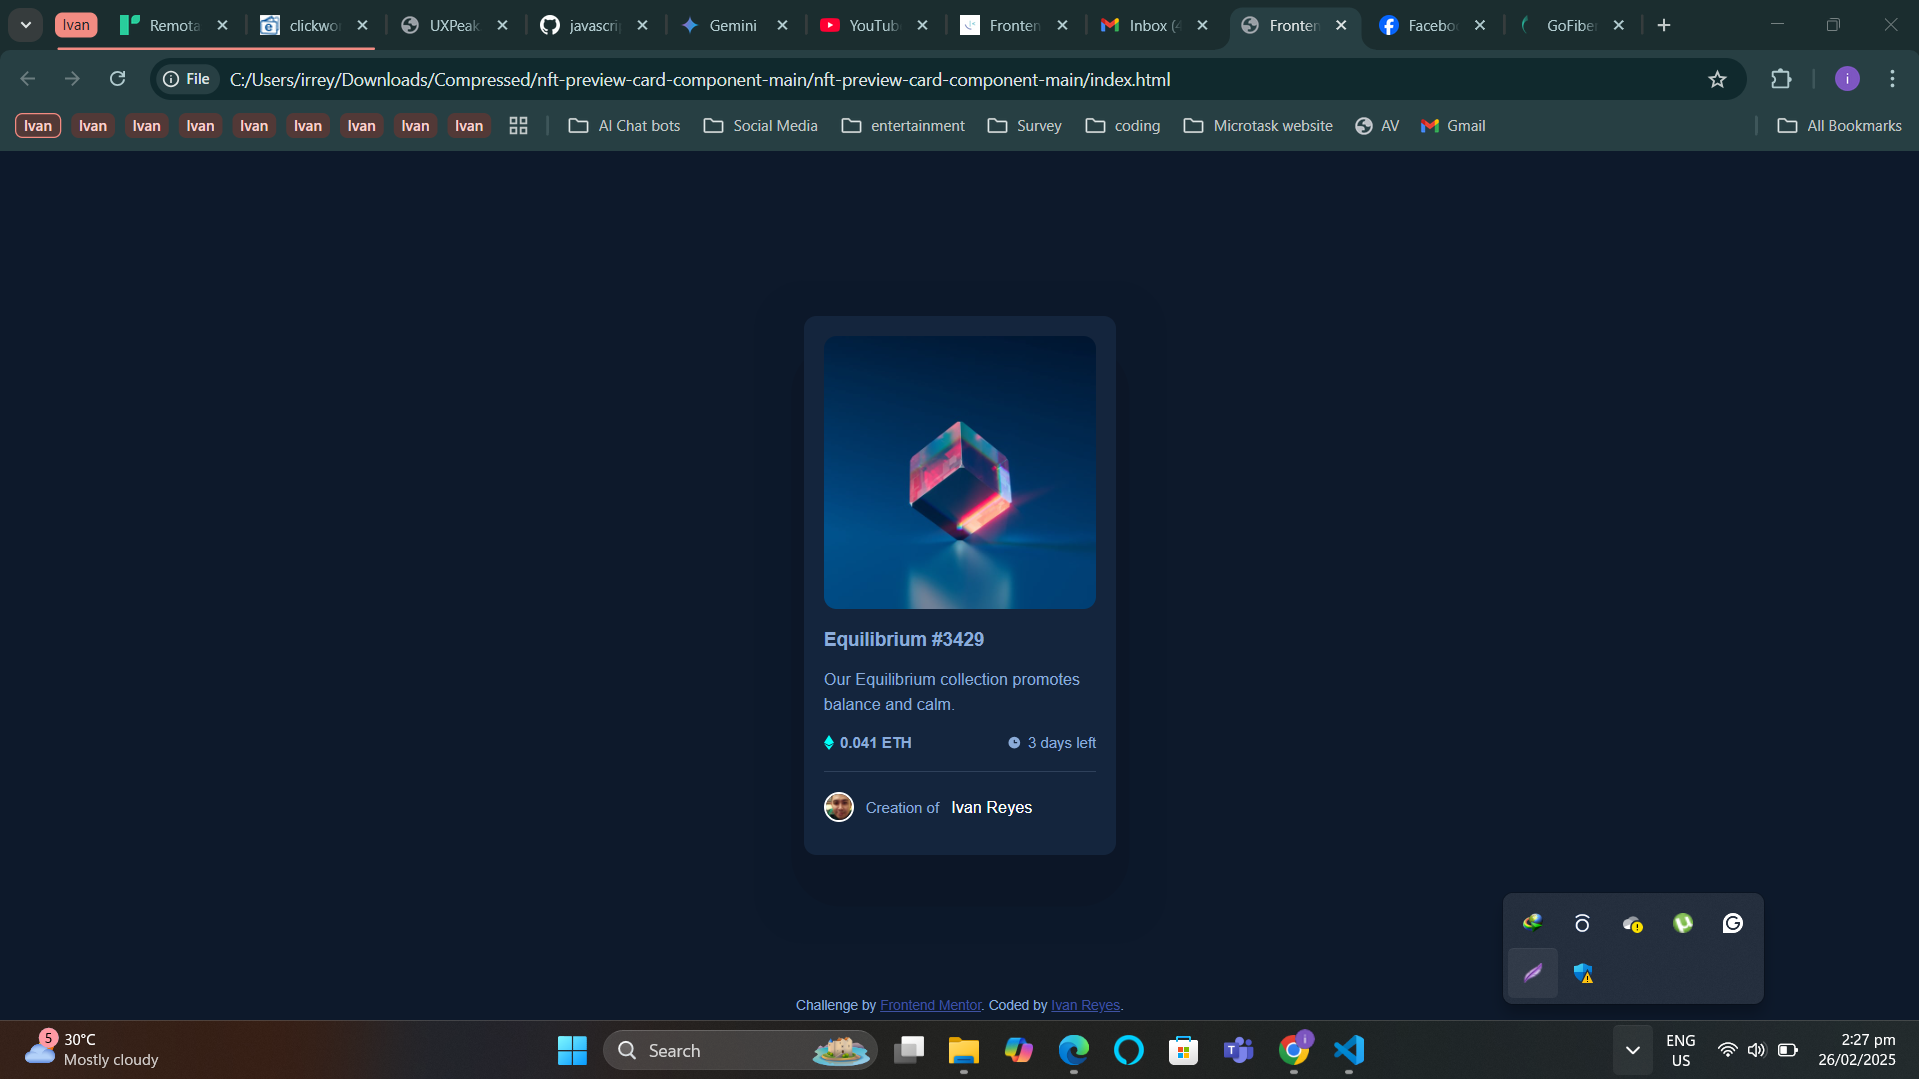 Ivan Remota clickwor UXPeak javascrip Gemini YouTub Fronten Inbox (4 Fronten Facebo GoFiber
File C:/Users/irrey/Downloads/Compressed/nft-preview-card-component-main/nft-preview-card-component-main/index.html i
Ivan Ivan Ivan Ivan Ivan Ivan Ivan Ivan Ivan AI Chat bots Social Media entertainment Survey coding Microtask website AV Gmail All Bookmarks
Equilibrium #3429
Our Equilibrium collection promotes
balance and calm.
0.041 ETH 3 days left
Creation of Ivan Reyes
Challenge by Frontend Mentor. Coded by Ivan Reyes.
5 30°C
Mostly cloudy
Search
ENG
US
2:27 pm
26/02/2025